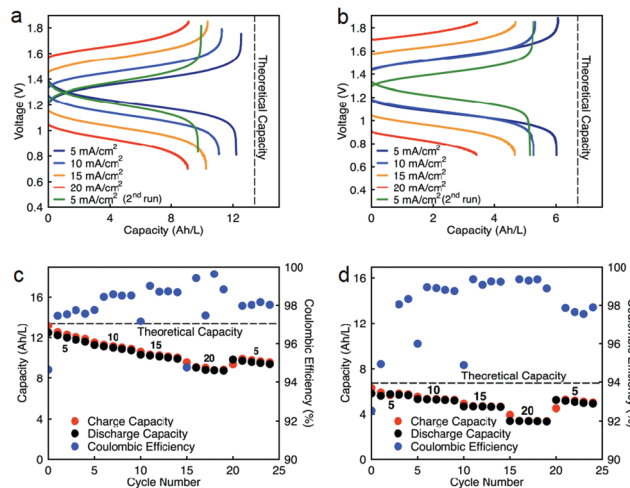 a
1.8
1.6
1.4
1.2
1.0
0.8
0.6
0.4
Voltage (V)
Theoretical Capacity
5 mA/cm²
10 mA/cm²
15 mA/cm²
20 mA/cm²
5 mA/cm² (2nd run)
0 4 8 12
Capacity (Ah/L)
b
1.8
1.6
1.4
1.2
1.0
0.8
0.6
0.4
Voltage (V)
Theoretical Capacity
5 mA/cm²
10 mA/cm²
15 mA/cm²
20 mA/cm²
5 mA/cm² (2nd run)
0 2 4 6
Capacity (Ah/L)
c
16
12
8
4
0
Capacity Ah/L)
100
98
96
94
92
90
Coulombic Efficiency (%)
Theoretical Capacity
5 10 15 20 5
Charge Capacity
Discharge Capacity
Coulombic Efficiency
0 5 10 15 20 25
Cycle Number
d
16
12
8
4
0
Capacity Ah/L)
100
98
96
94
92
90
Theoretical Capacity
5 10 15 20 5
Charge Capacity
Discharge Capacity
Coulombic Efficiency
0 5 10 15 20 25
Cycle Number